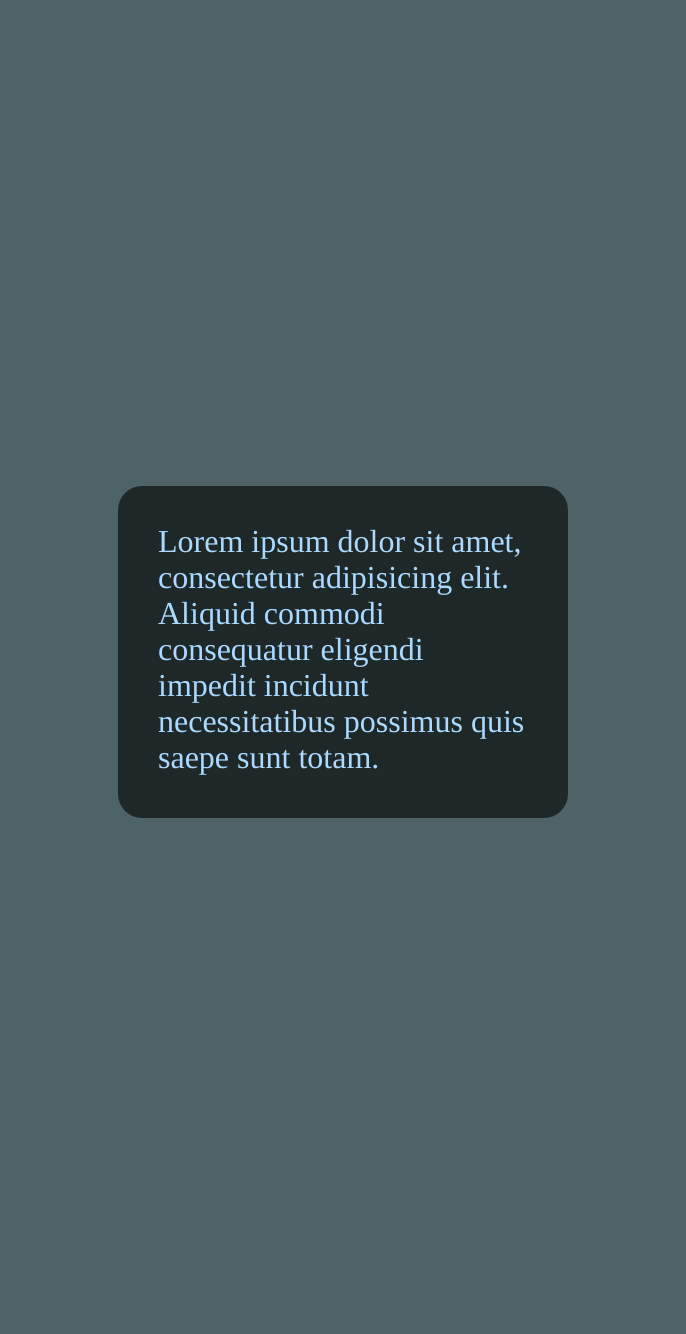 Lorem ipsum dolor sit amet,
consectetur adipisicing elit.
Aliquid commodi
consequatur eligendi
impedit incidunt
necessitatibus possimus quis
saepe sunt totam.